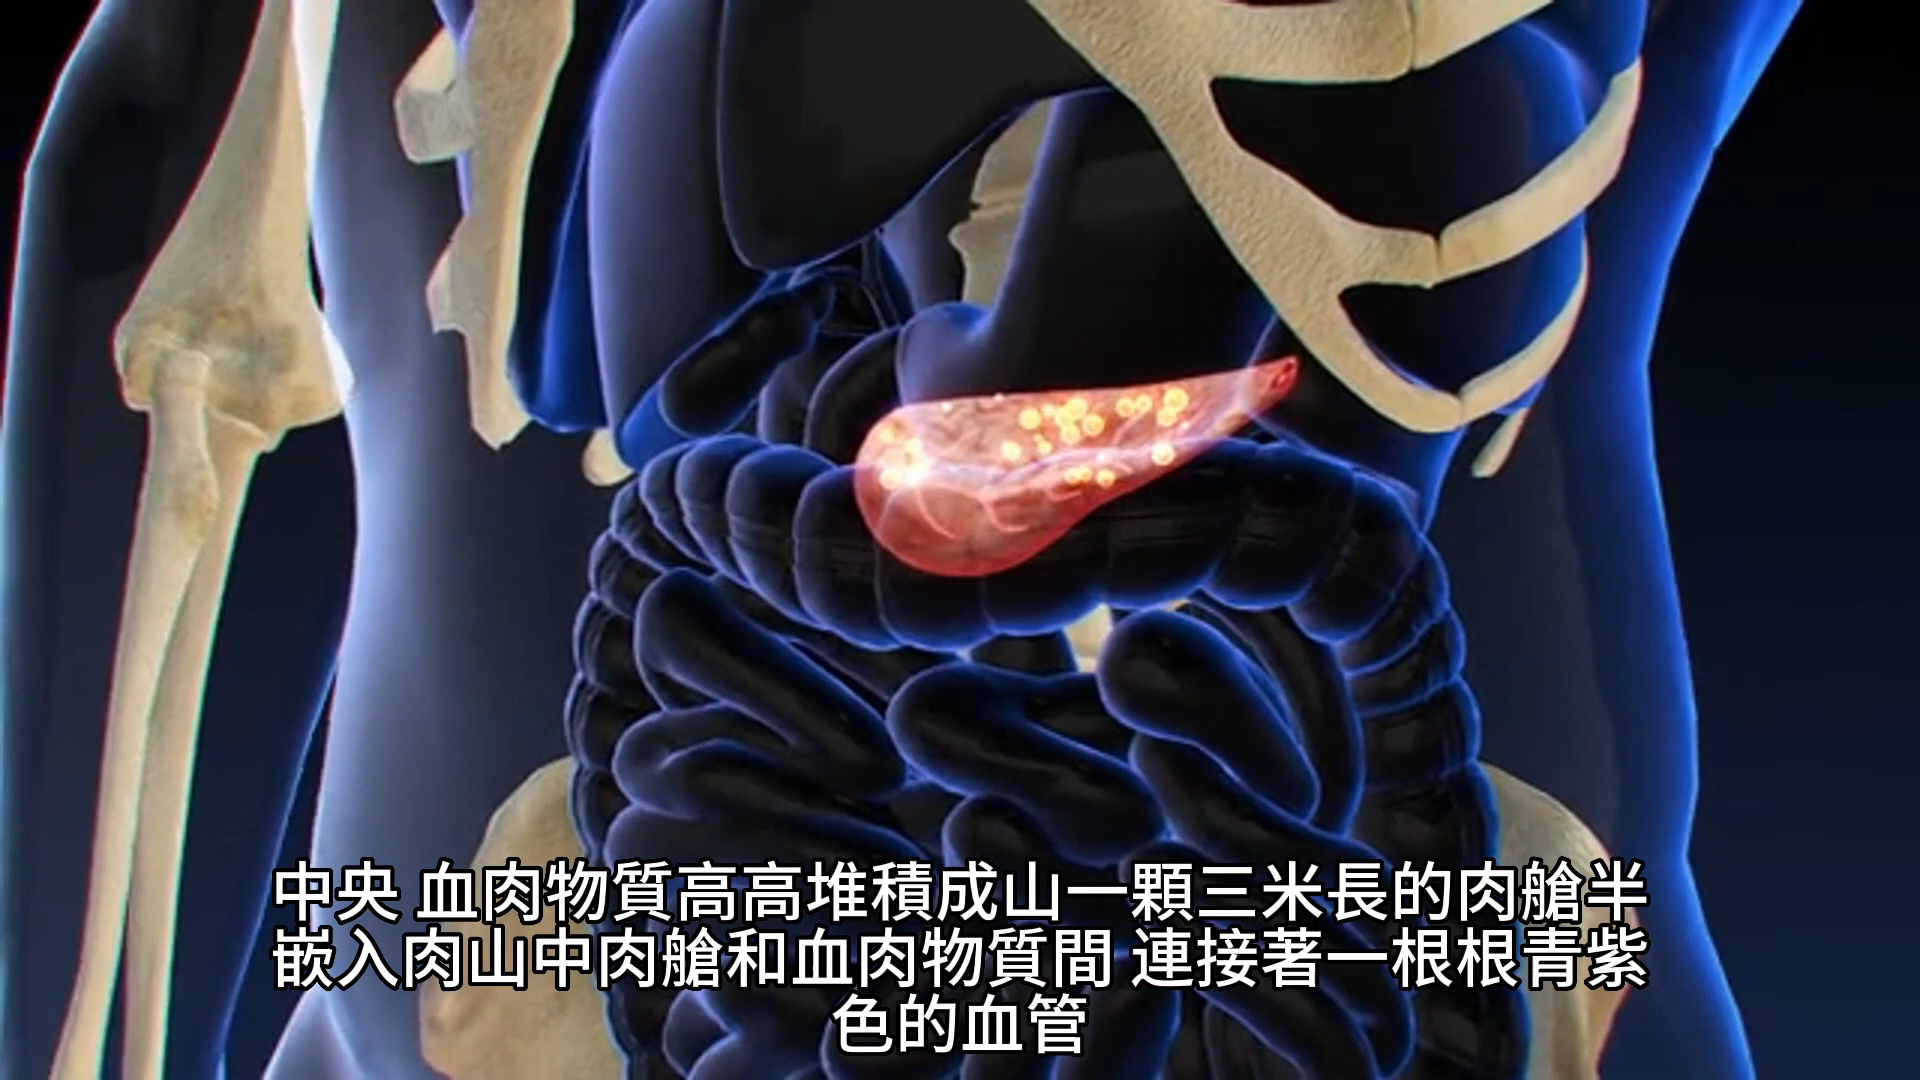 中央 血肉物質高高堆積成山一顆三米長的肉艙半
嵌入肉山中肉艙和血肉物質間 連接著一根根青紫
色的血管